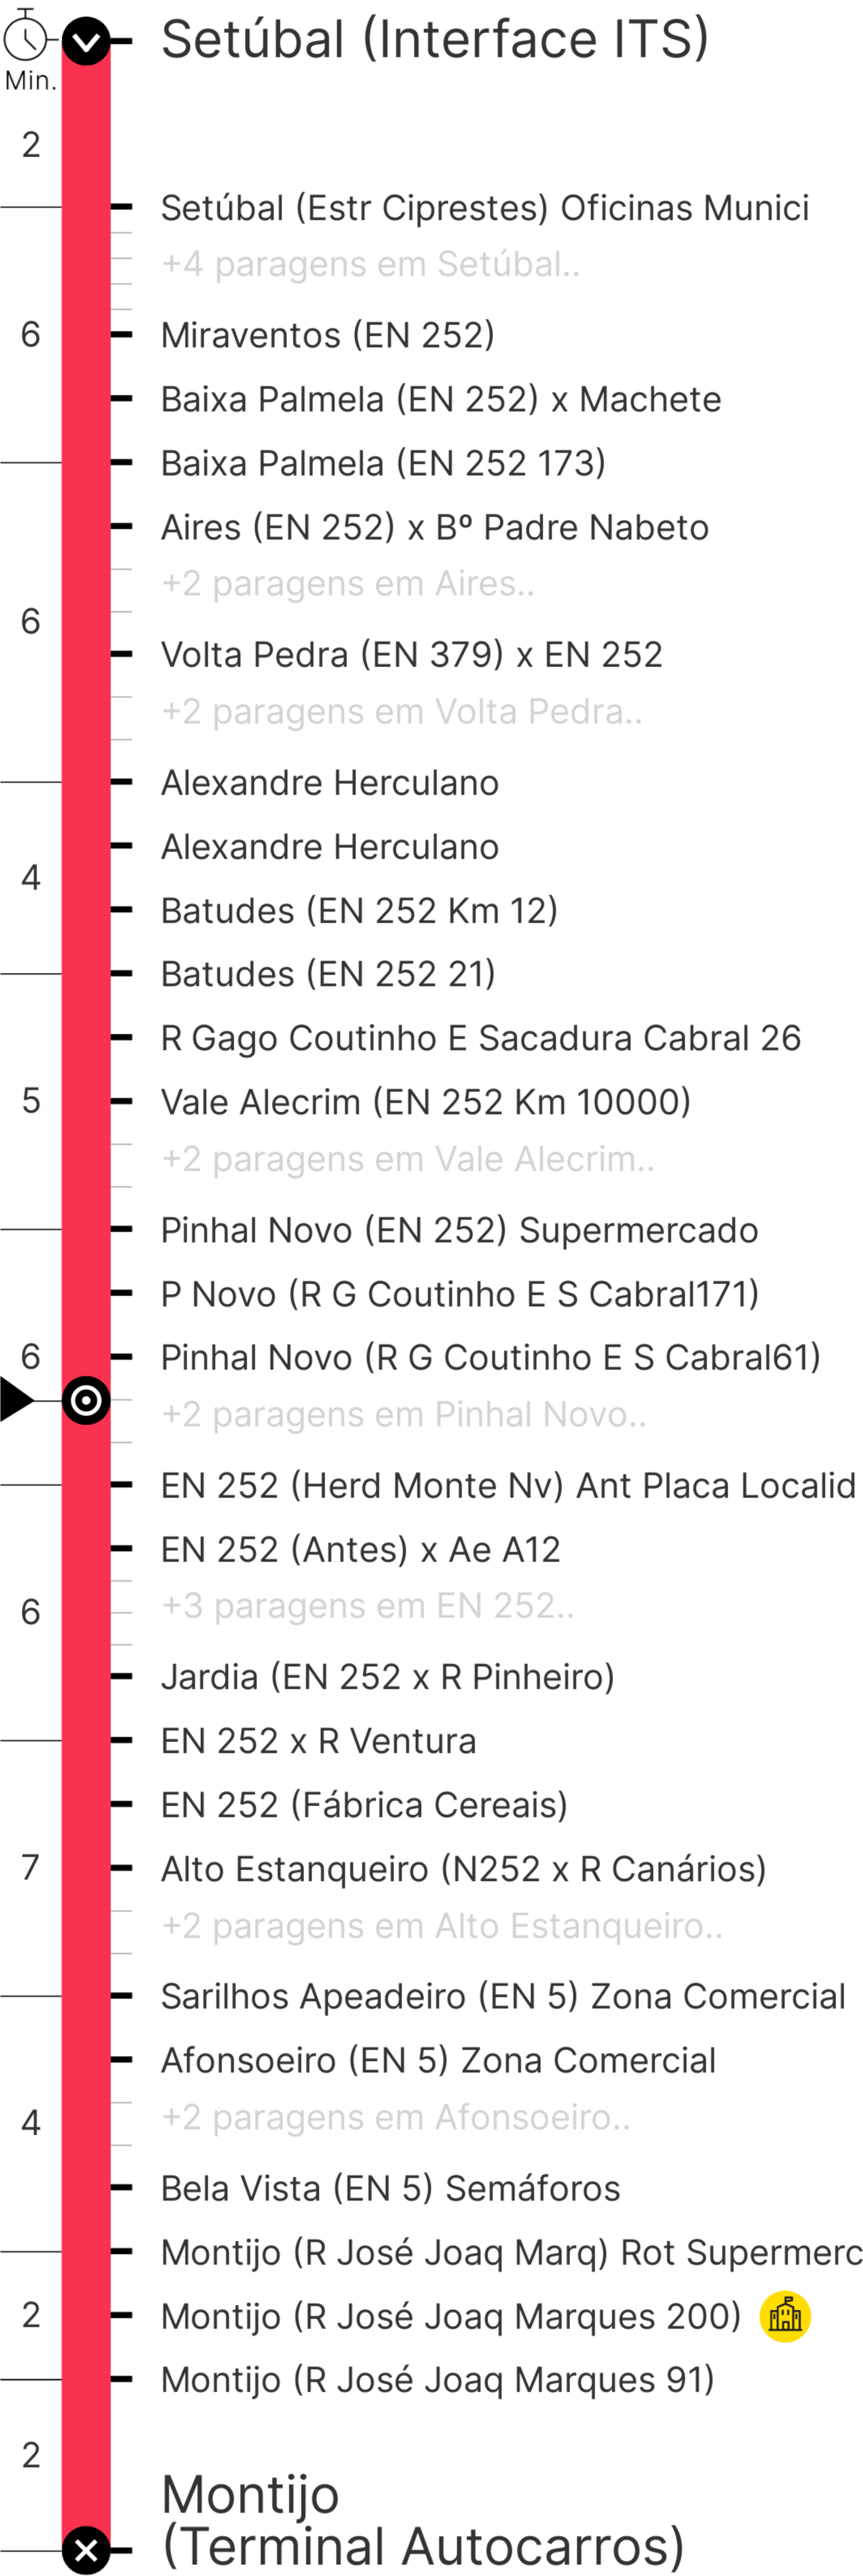 Setúbal (Interface ITS)
Min.
2
Setúbal (Estr Ciprestes) Oficinas Munici
+4 paragens em Setúbal..
6
Miraventos (EN 252)
Baixa Palmela (EN 252) x Machete
Baixa Palmela (EN 252 173)
Aires (EN 252) x Bº Padre Nabeto
+2 paragens em Aires..
6
Volta Pedra (EN 379) x EN 252
+2 paragens em Volta Pedra..
Alexandre Herculano
Alexandre Herculano
4
Batudes (EN 252 Km 12)
Batudes (EN 252 21)
R Gago Coutinho E Sacadura Cabral 26
5
Vale Alecrim (EN 252 Km 10000)
+2 paragens em Vale Alecrim..
Pinhal Novo (EN 252) Supermercado
P Novo (R G Coutinho E S Cabral171)
6
Pinhal Novo (R G Coutinho E S Cabral61)
+2 paragens em Pinhal Novo..
EN 252 (Herd Monte Nv) Ant Placa Localid
EN 252 (Antes) x Ae A12
+3 paragens em EN 252..
6
Jardia (EN 252 x R Pinheiro)
EN 252 x R Ventura
EN 252 (Fábrica Cereais)
7
Alto Estanqueiro (N252 x R Canários)
+2 paragens em Alto Estanqueiro..
Sarilhos Apeadeiro (EN 5) Zona Comercial
Afonsoeiro (EN 5) Zona Comercial
+2 paragens em Afonsoeiro..
4
Bela Vista (EN 5) Semáforos
Montijo (R José Joaq Marq) Rot Supermerc
2
Montijo (R José Joaq Marques 200)
Montijo (R José Joaq Marques 91)
2
Montijo
(Terminal Autocarros)